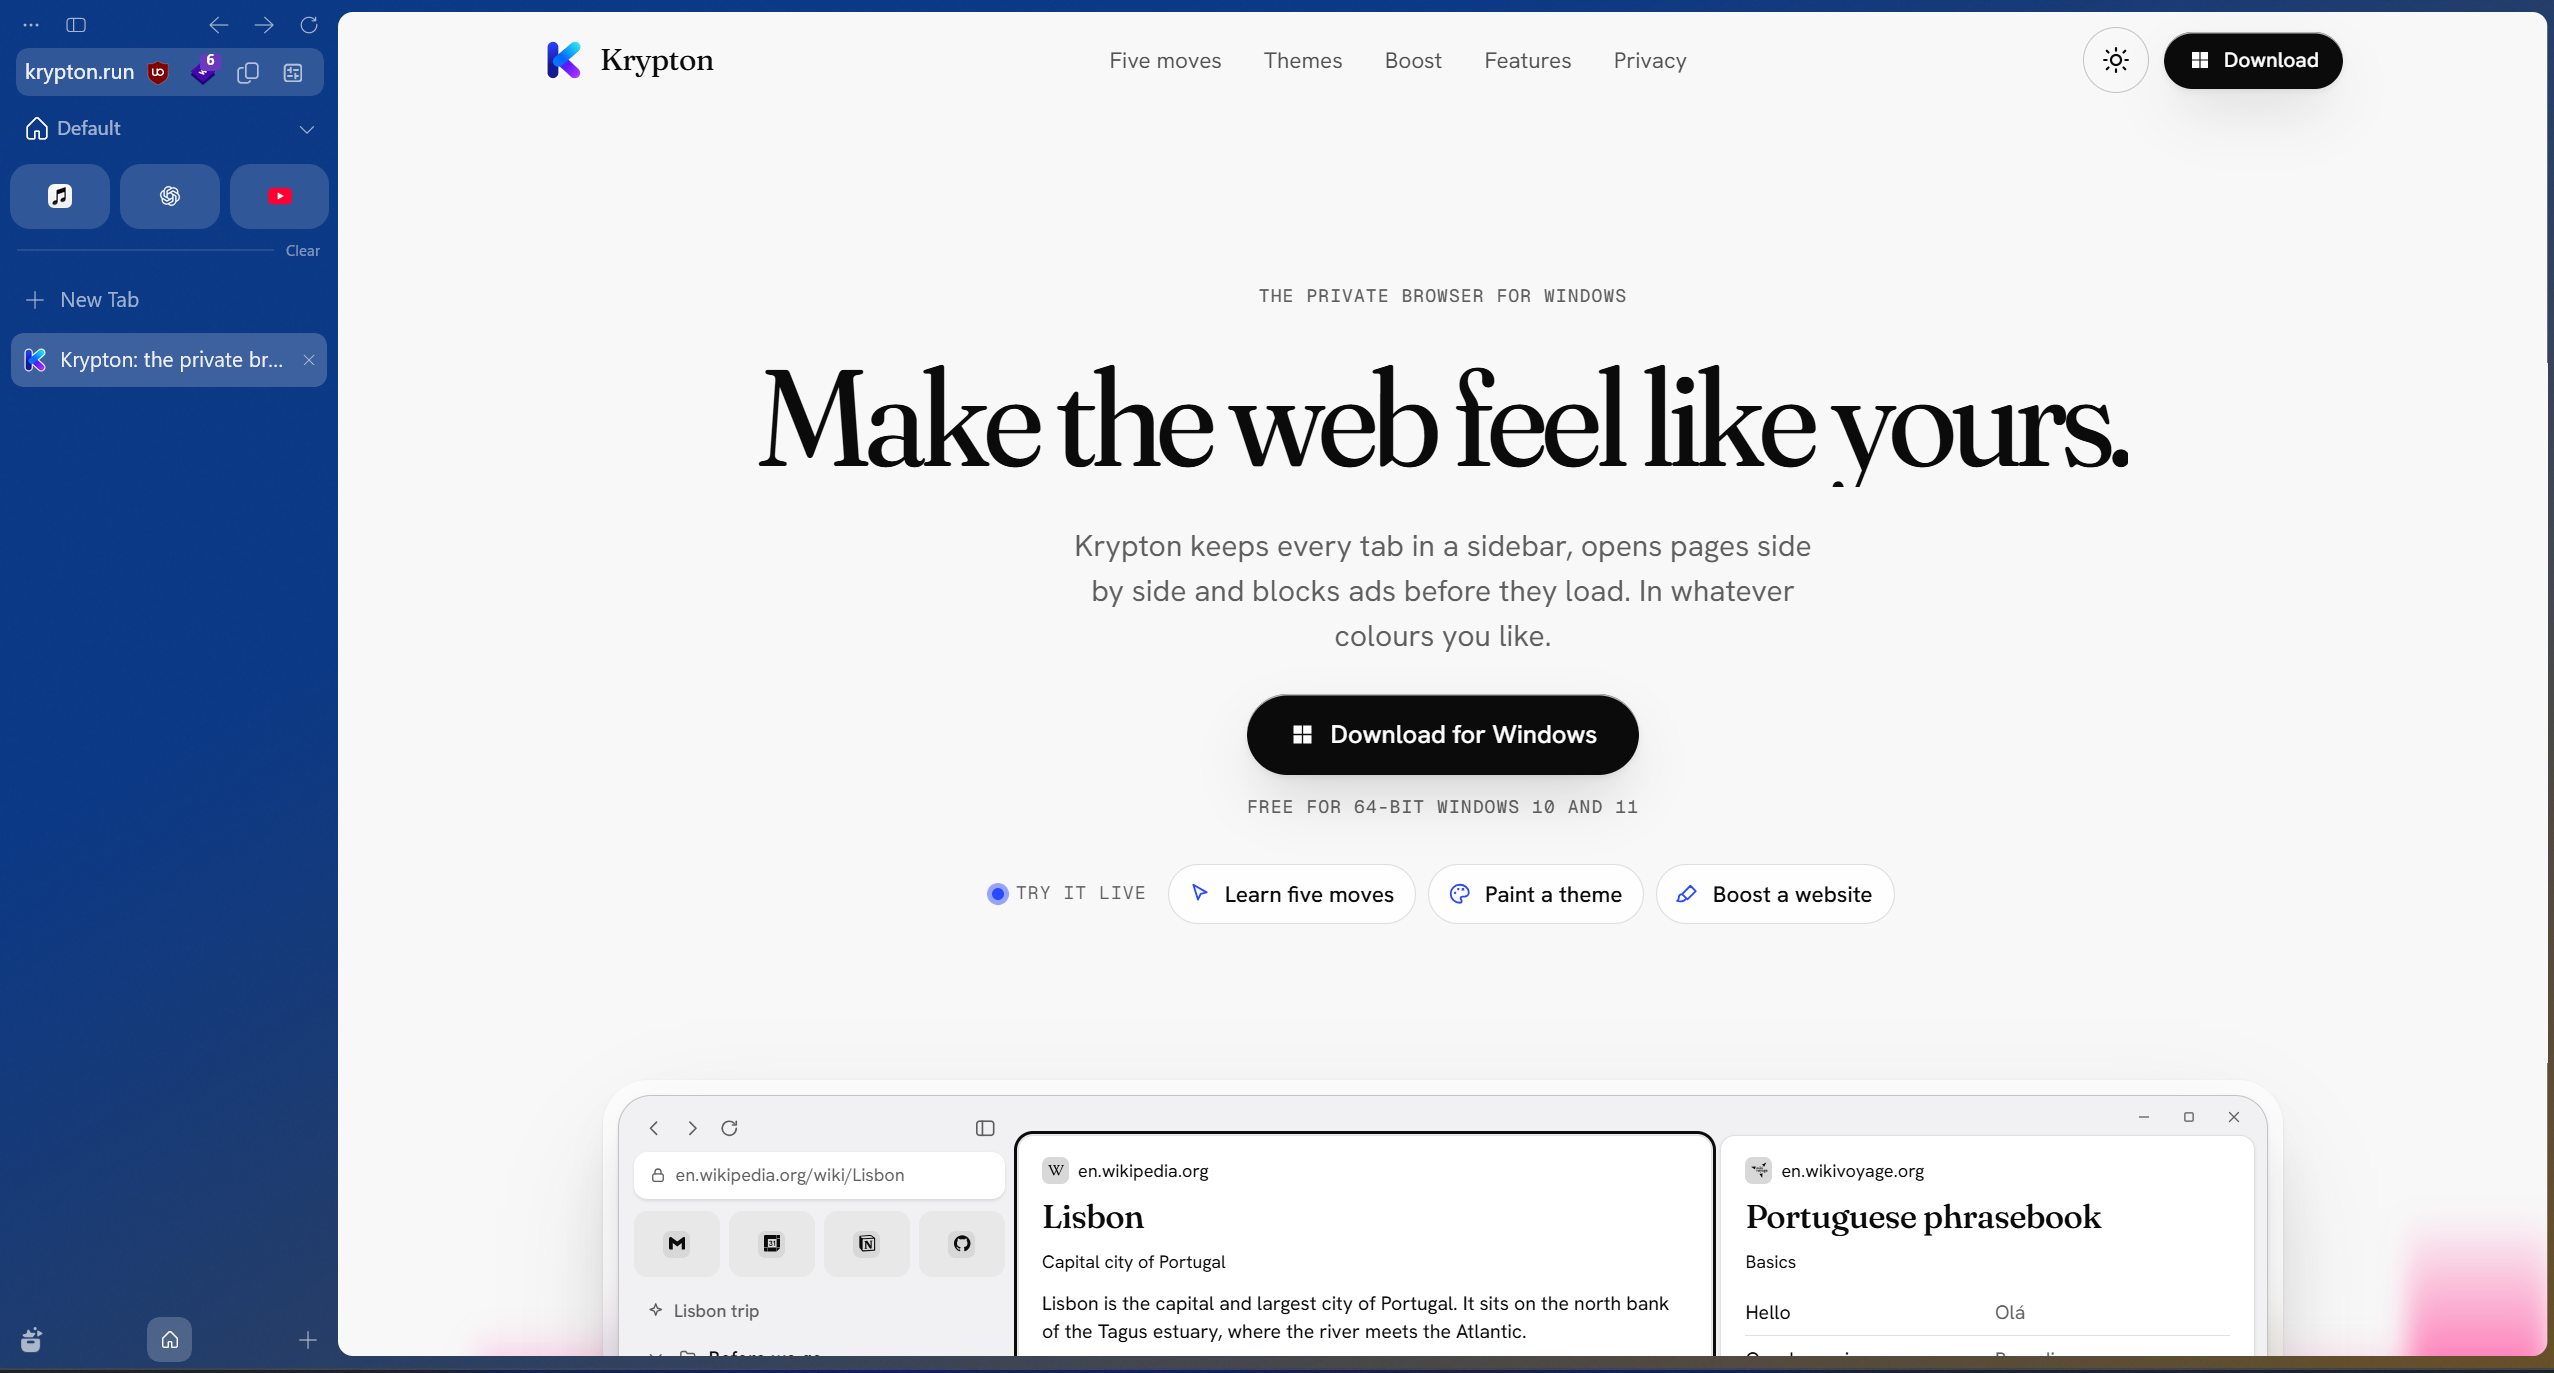 krypton.run
6
Default
Clear
New Tab
Krypton: the private br...
Krypton
Five moves
Themes
Boost
Features
Privacy
Download
THE PRIVATE BROWSER FOR WINDOWS
Make the web feel like yours.
Krypton keeps every tab in a sidebar, opens pages side
by side and blocks ads before they load. In whatever
colours you like.
Download for Windows
FREE FOR 64-BIT WINDOWS 10 AND 11
TRY IT LIVE
Learn five moves
Paint a theme
Boost a website
en.wikipedia.org/wiki/Lisbon
31
Lisbon trip
W en.wikipedia.org
Lisbon
Capital city of Portugal
Lisbon is the capital and largest city of Portugal. It sits on the north bank
of the Tagus estuary, where the river meets the Atlantic.
en.wikivoyage.org
Portuguese phrasebook
Basics
Hello
Olá